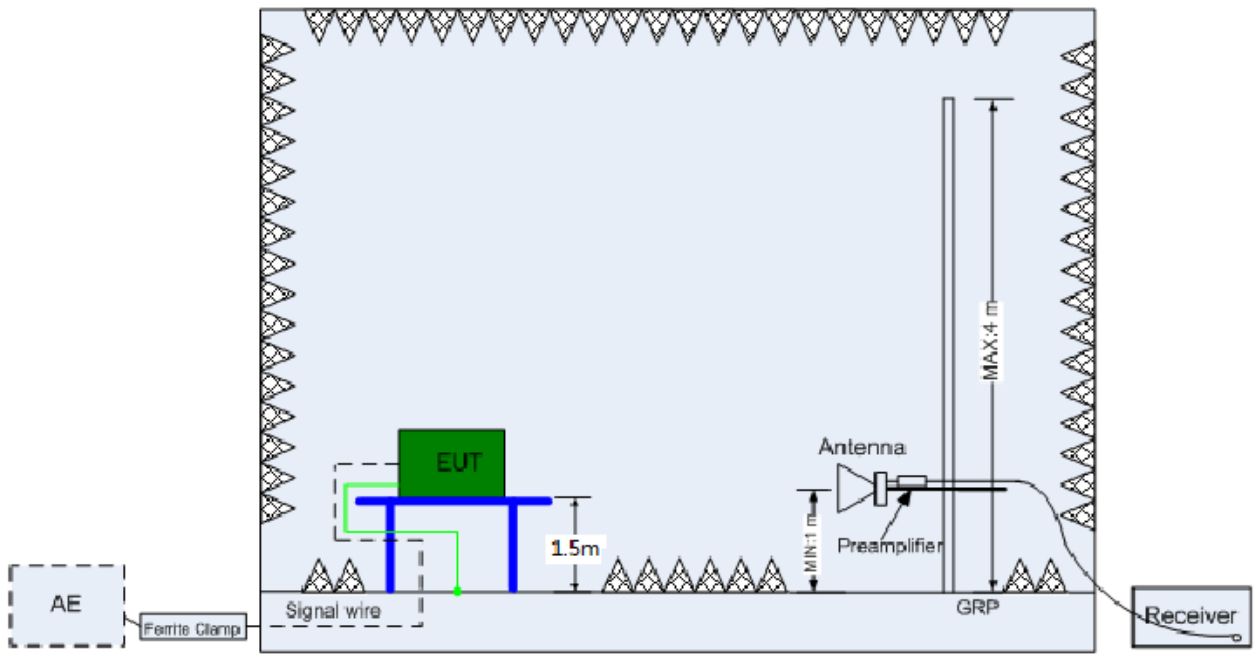 MAX:4 m
Antenna
EUT
MIN:1 m
1.5m
Preamplifier
AE
Signal wire
GRP
Receiver
Ferrite Clamp